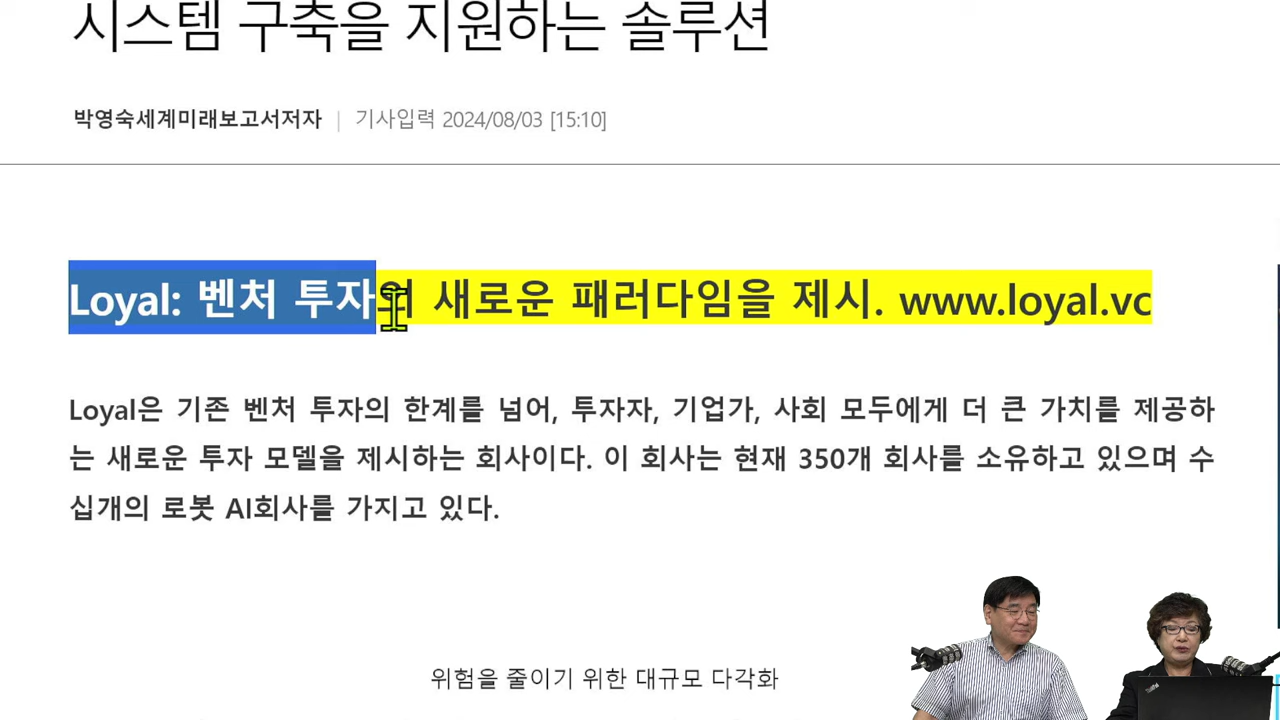 시스템 구축을 지원하는 솔루션
박영숙세계미래보고서저자 | 기사입력 2024/08/03 [15:10]
Loyal: 벤처 투자의 새로운 패러다임을 제시. www.loyal.vc
Loyal은 기존 벤처 투자의 한계를 넘어, 투자자, 기업가, 사회 모두에게 더 큰 가치를 제공하
는 새로운 투자 모델을 제시하는 회사이다. 이 회사는 현재 350개 회사를 소유하고 있으며 수
십개의 로봇 AI회사를 가지고 있다.
위험을 줄이기 위한 대규모 다각화